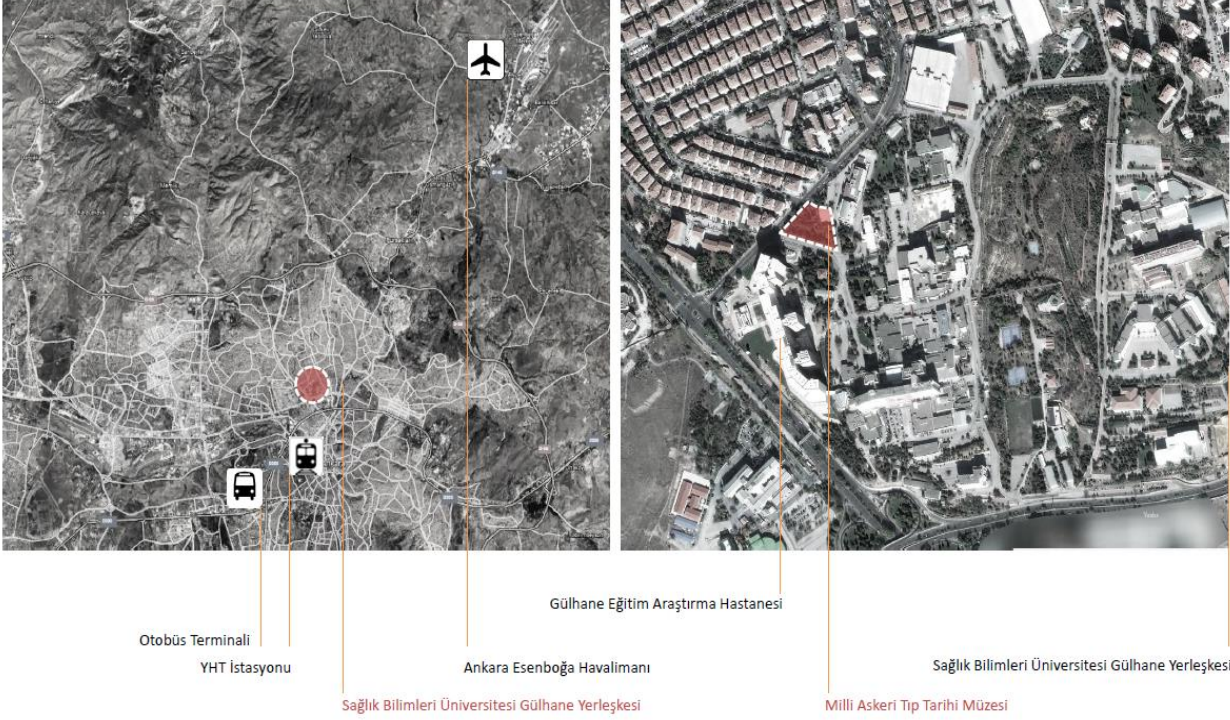 Gülhane Eğitim Araştırma Hastanesi
Otobüs Terminali
YHT İstasyonu
Ankara Esenboğa Havalimanı
Sağlık Bilimleri Üniversitesi Gülhane Yerleşkesi
Sağlık Bilimleri Üniversitesi Gülhane Yerleşkesi
Milli Askeri Tıp Tarihi Müzesi